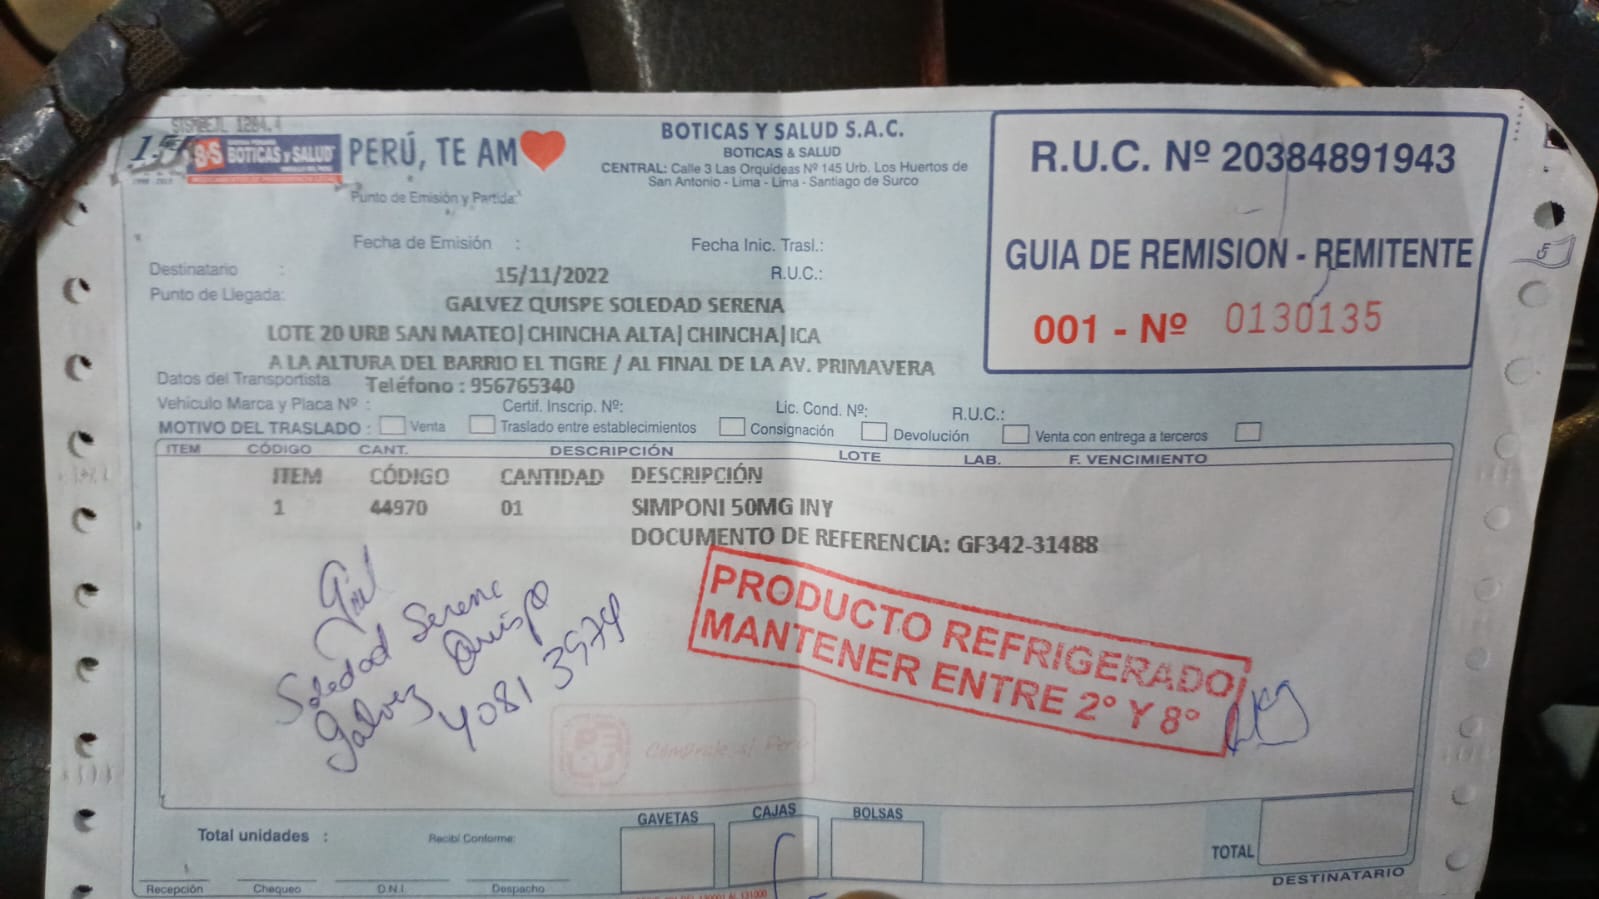 BOTICAS Y SALUD
PERÚ, TE AM
BOTICAS Y SALUD S.A.C.
BOTICAS & SALUD
CENTRAL: Calle 3 Las Orquídeas Nº 145 Urb. Los Huertos de
San Antonio - Lima - Lima - Santiago de Surco
R.U.C. Nº 20384891943
GUIA DE REMISION - REMITENTE
001 - Nº 0130135
Punto de Emisión y Partida:
Fecha de Emisión : Fecha Inic. Trasl.:
Destinatario : 15/11/2022 R.U.C.:
Punto de Llegada: GALVEZ QUISPE SOLEDAD SERENA
LOTE 20 URB SAN MATEO| CHINCHA ALTA| CHINCHA| ICA
A LA ALTURA DEL BARRIO EL TIGRE / AL FINAL DE LA AV. PRIMAVERA
Datos del Transportista Teléfono : 956765340
Vehículo Marca y Placa Nº : Certif. Inscrip. Nº: Lic. Cond. Nº: R.U.C.:
MOTIVO DEL TRASLADO : Venta Traslado entre establecimientos Consignación Devolución Venta con entrega a terceros
ITEM CÓDIGO CANT. DESCRIPCIÓN LOTE LAB. F. VENCIMIENTO
ITEM CÓDIGO CANTIDAD DESCRIPCIÓN
1 44970 01 SIMPONI 50MG INY
DOCUMENTO DE REFERENCIA: GF342-31488
PRODUCTO REFRIGERADO
MANTENER ENTRE 2° Y 8°
Soledad Serena
Galvez Quispe
40813979
Total unidades : Recibí Conforme: GAVETAS CAJAS BOLSAS TOTAL
Recepción Chequeo D.N.I. Despacho DESTINATARIO